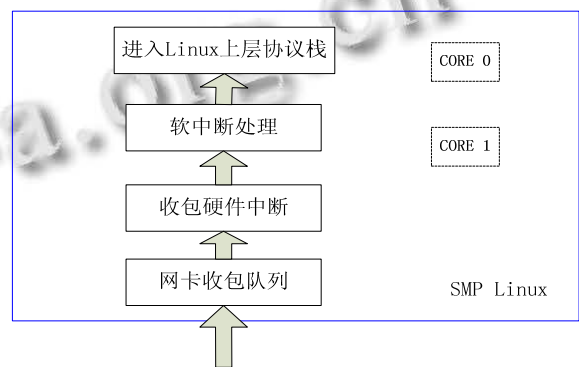 进入Linux上层协议栈
CORE 0
软中断处理
CORE 1
收包硬件中断
网卡收包队列
SMP Linux